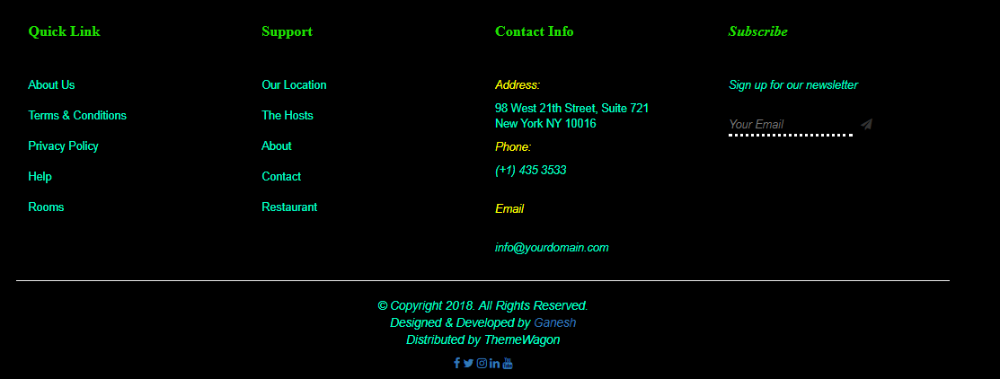 Quick Link
About Us
Terms & Conditions
Privacy Policy
Help
Rooms
Support
Our Location
The Hosts
About
Contact
Restaurant
Contact Info
Address:
98 West 21th Street, Suite 721
New York NY 10016
Phone:
(+1) 435 3533
Email
info@yourdomain.com
Subscribe
Sign up for our newsletter
Your Email
© Copyright 2018. All Rights Reserved.
Designed & Developed by Ganesh
Distributed by ThemeWagon